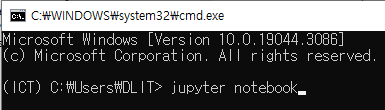 C:₩WINDOWS₩system32₩cmd.exe
Microsoft Windows [Version 10.0.19044.3086]
(c) Microsoft Corporation. All rights reserved.
(ICT) C:₩Users₩DLIT> jupyter notebook